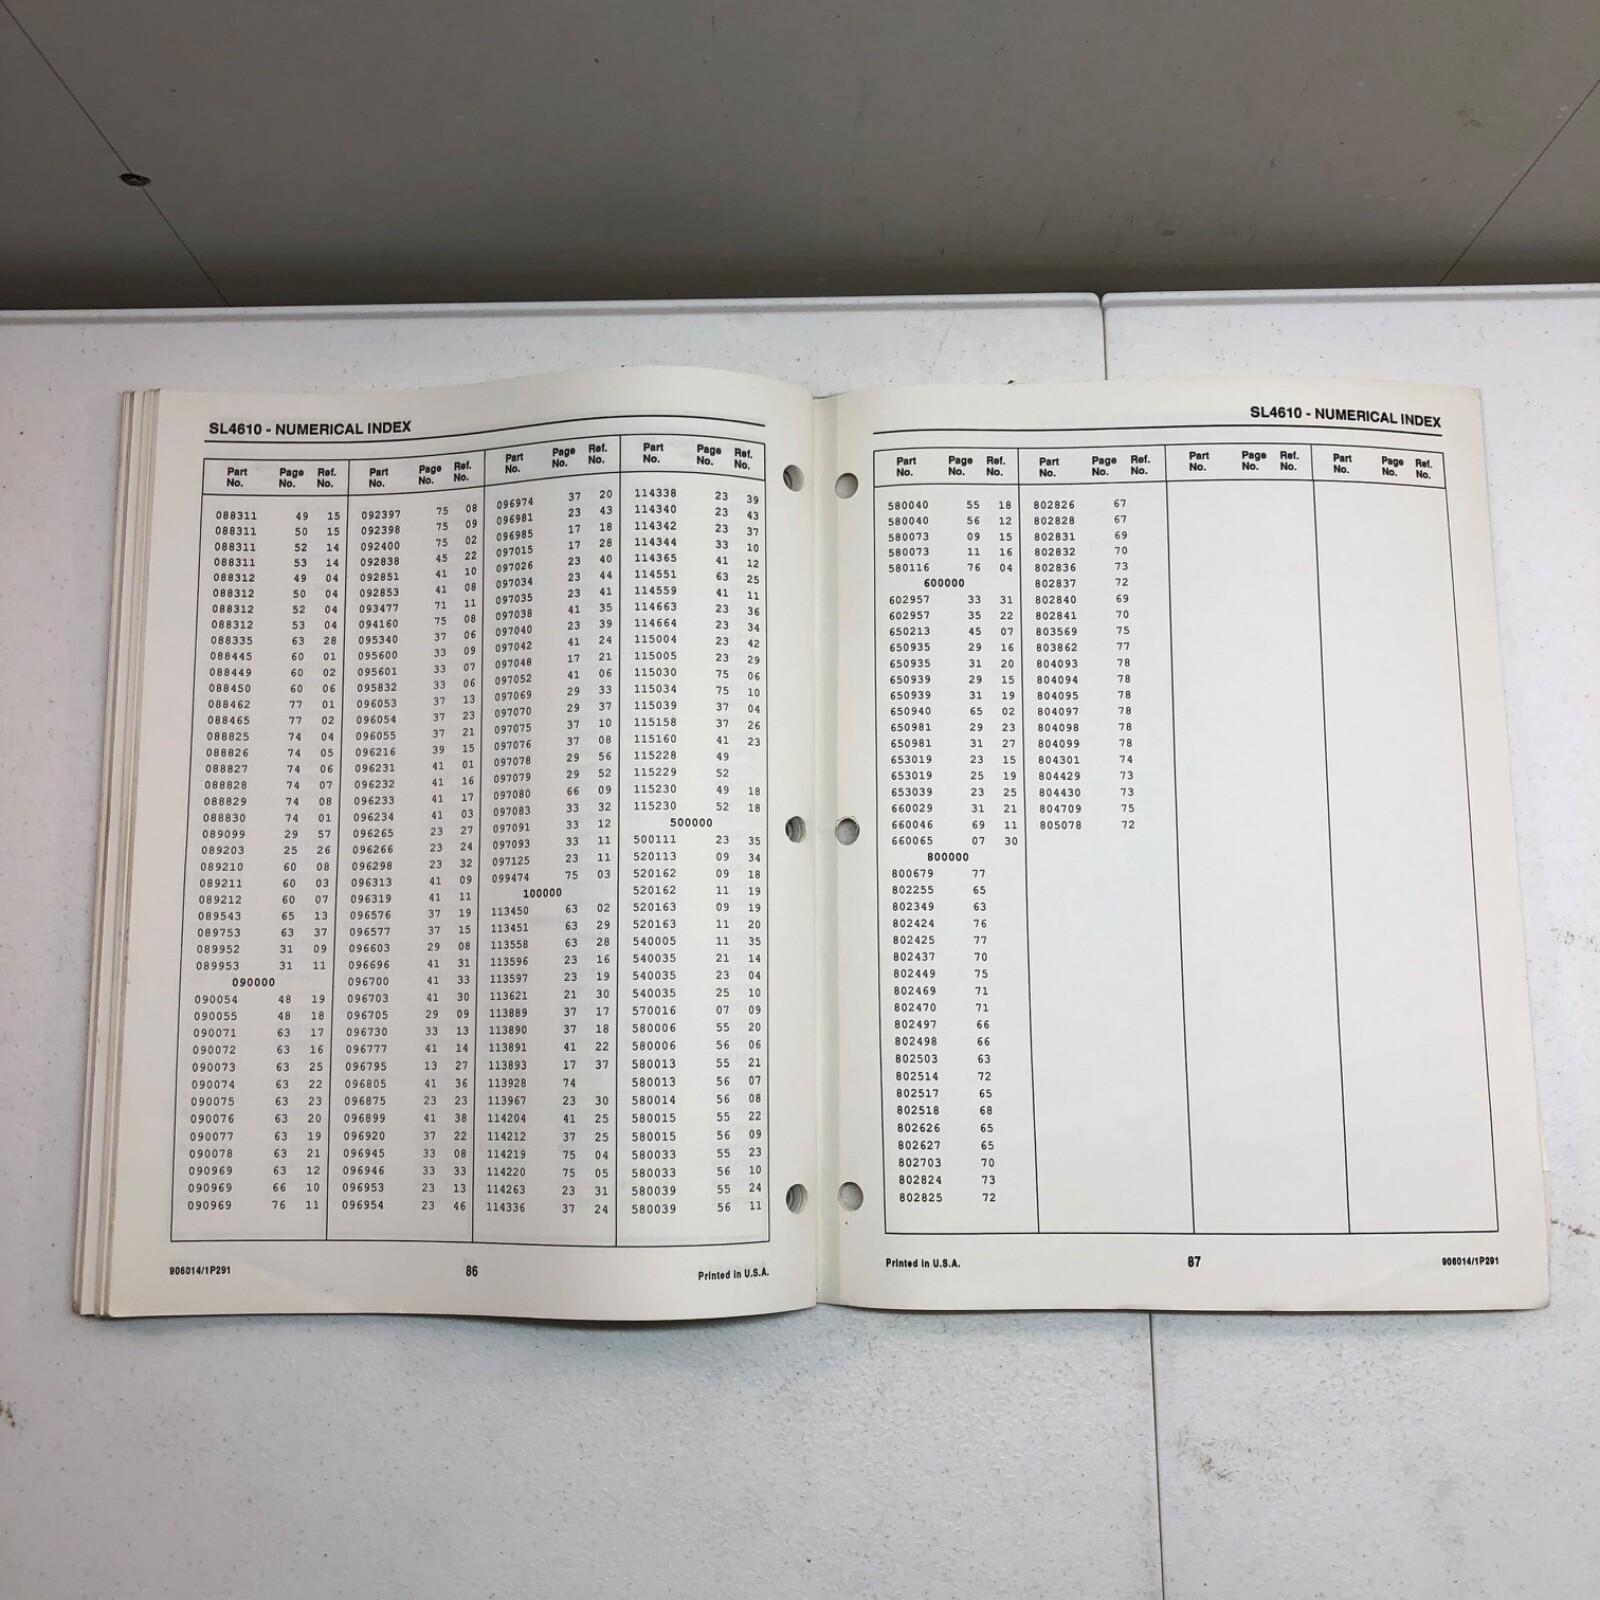 SL4610 - NUMERICAL INDEX
Part No. Page No. Ref. No.
088311 49 15
088311 50 15
088311 52 14
088311 53 14
088312 49 04
088312 50 04
088312 52 04
088312 53 04
088335 63 28
088445 60 01
088449 60 02
088450 60 06
088462 77 01
088465 77 02
088825 74 04
088826 74 05
088827 74 06
088828 74 07
088829 74 08
088830 74 01
089099 29 57
089203 25 26
089210 60 08
089211 60 03
089212 60 07
089543 65 13
089753 63 37
089952 31 09
089953 31 11
090000
090054 48 19
090055 48 18
090071 63 17
090072 63 16
090073 63 25
090074 63 22
090075 63 23
090076 63 20
090077 63 19
090078 63 21
090969 63 12
090969 66 10
090969 76 11
Part No. Page No. Ref. No.
092397 75 08
092398 75 09
092400 75 02
092838 45 22
092851 41 10
092853 41 08
093477 71 11
094160 75 08
095340 37 06
095600 33 09
095601 33 07
095832 33 06
096053 37 13
096054 37 23
096055 37 21
096216 39 15
096231 41 01
096232 41 16
096233 41 17
096234 41 03
096265 23 27
096266 23 24
096298 23 32
096313 41 09
096319 41 11
096576 37 19
096577 37 15
096603 29 08
096696 41 31
096700 41 33
096703 41 30
096705 29 09
096730 33 13
096777 41 14
096795 13 27
096805 41 36
096875 23 23
096899 41 38
096920 37 22
096945 33 08
096946 33 33
096953 23 13
096954 23 46
Part No. Page No. Ref. No.
096974 37 20
096981 23 43
096985 17 18
097015 17 28
097026 23 40
097034 23 44
097035 23 41
097038 41 35
097040 23 39
097042 41 24
097048 17 21
097052 41 06
097069 29 33
097070 29 37
097075 37 10
097076 37 08
097078 29 56
097079 29 52
097080 66 09
097083 33 32
097091 33 12
097093 33 11
097125 23 11
099474 75 03
100000
113450 63 02
113451 63 29
113558 63 28
113596 23 16
113597 23 19
113621 21 30
113889 37 17
113890 37 18
113891 41 22
113893 17 37
113928 74
113967 23 30
114204 41 25
114212 37 25
114219 75 04
114220 75 05
114263 23 31
114336 37 24
Part No. Page No. Ref. No.
114338 23 39
114340 23 43
114342 23 37
114344 33 10
114365 41 12
114551 63 25
114559 41 11
114663 23 36
114664 23 34
115004 23 42
115005 23 29
115030 75 06
115034 75 10
115039 37 04
115158 37 26
115160 41 23
115228 49
115229 52
115230 49 18
115230 52 18
500000
500111 23 35
520113 09 34
520162 09 18
520162 11 19
520163 09 19
520163 11 20
540005 11 35
540035 21 14
540035 23 04
540035 25 10
570016 07 09
580006 55 20
580006 56 06
580013 55 21
580013 56 07
580014 56 08
580015 55 22
580015 56 09
580033 55 23
580033 56 10
580039 55 24
580039 56 11
906014/1P291 86 Printed in U.S.A.
SL4610 - NUMERICAL INDEX
Part No. Page No. Ref. No.
580040 55 18
580040 56 12
580073 09 15
580073 11 16
580116 76 04
600000
602957 33 31
602957 35 22
650213 45 07
650935 29 16
650935 31 20
650939 29 15
650939 31 19
650940 65 02
650981 29 23
650981 31 27
653019 23 15
653019 25 19
653039 23 25
660029 31 21
660046 69 11
660065 07 30
800000
800679 77
802255 65
802349 63
802424 76
802425 77
802437 70
802449 75
802469 71
802470 71
802497 66
802498 66
802503 63
802514 72
802517 65
802518 68
802626 65
802627 65
802703 70
802824 73
802825 72
Part No. Page No. Ref. No.
802826 67
802828 67
802831 69
802832 70
802836 73
802837 72
802840 69
802841 70
803569 75
803862 77
804093 78
804094 78
804095 78
804097 78
804098 78
804099 78
804301 74
804429 73
804430 73
804709 75
805078 72
Part No. Page No. Ref. No.
Part No. Page No. Ref. No.
Printed in U.S.A. 87 906014/1P291